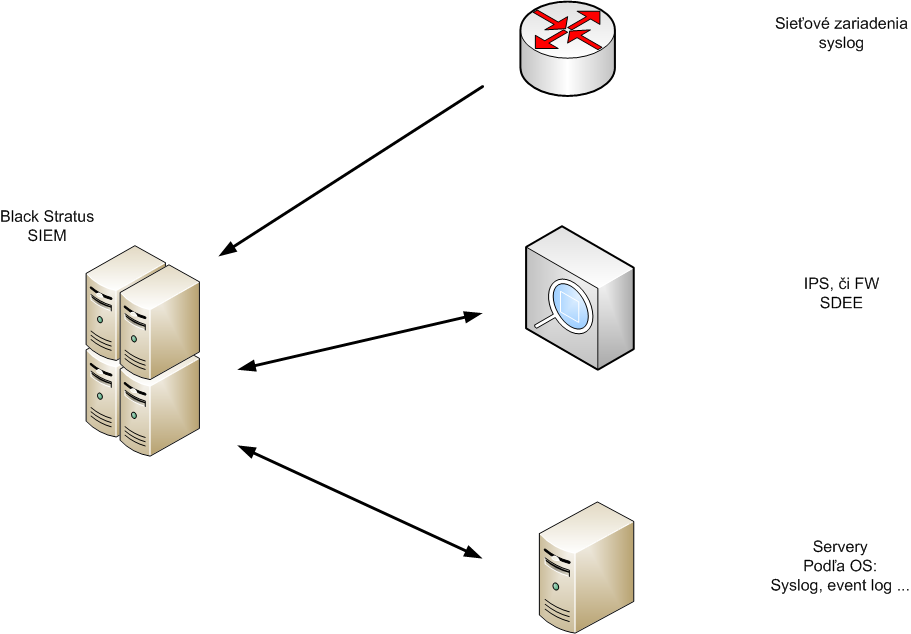 Sieťové zariadenia
syslog
Black Stratus
SIEM
IPS, či FW
SDEE
Servery
Podľa OS:
Syslog, event log ...